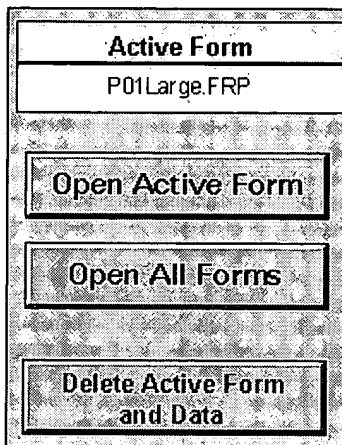 Active Form
P01Large.FRP
Open Active Form
Open All Forms
Delete Active Form
and Data